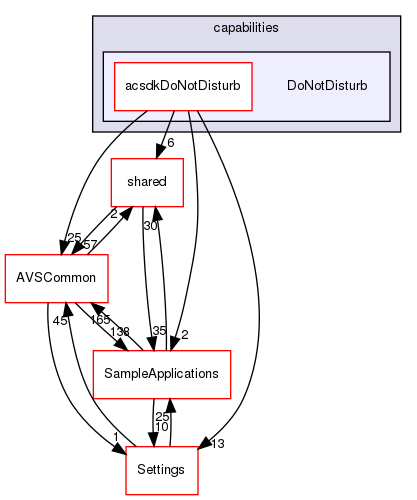 capabilities
acsdkDoNotDisturb DoNotDisturb
6
shared
25 2 57 30
AVSCommon
45 165 138 35 2
SampleApplications
25
10
1 13
Settings